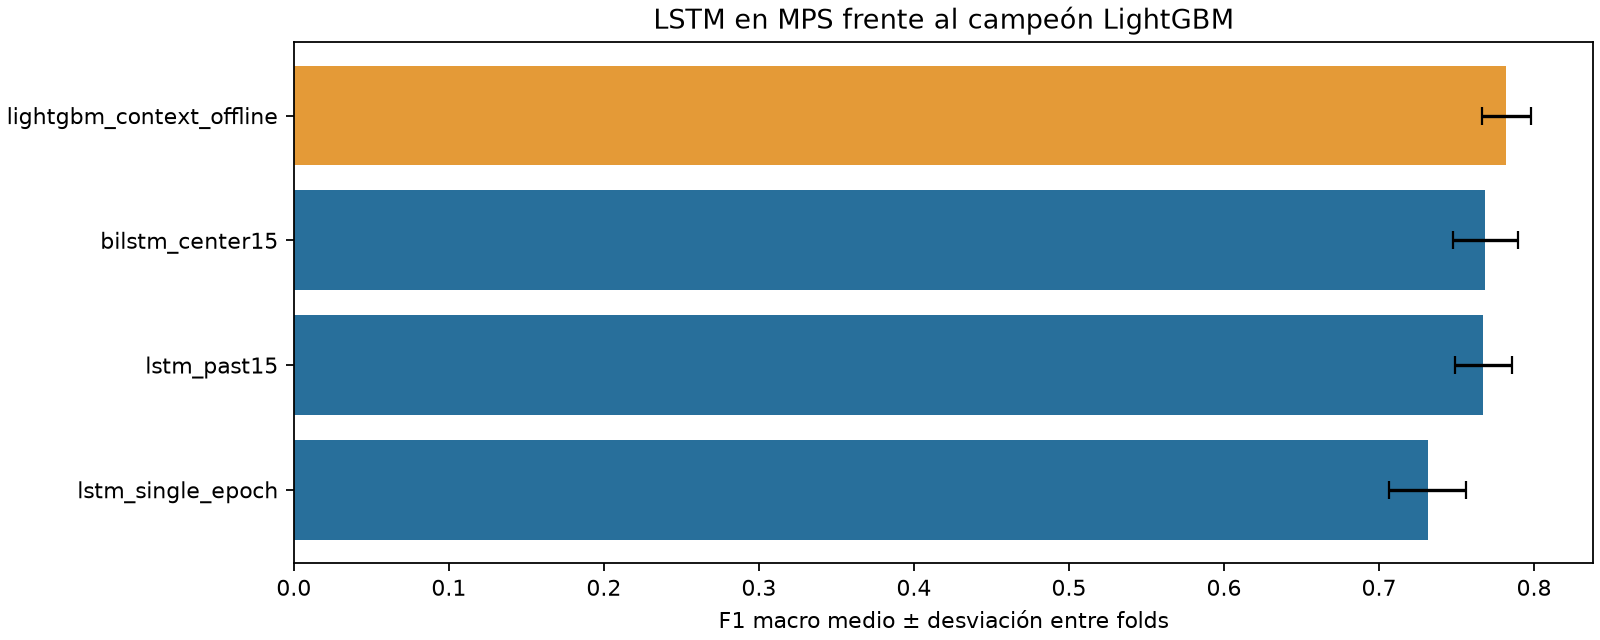 LSTM en MPS frente al campeón LightGBM
lightgbm_context_offline
bilstm_center15
lstm_past15
lstm_single_epoch
0.0 0.1 0.2 0.3 0.4 0.5 0.6 0.7 0.8
F1 macro medio ± desviación entre folds